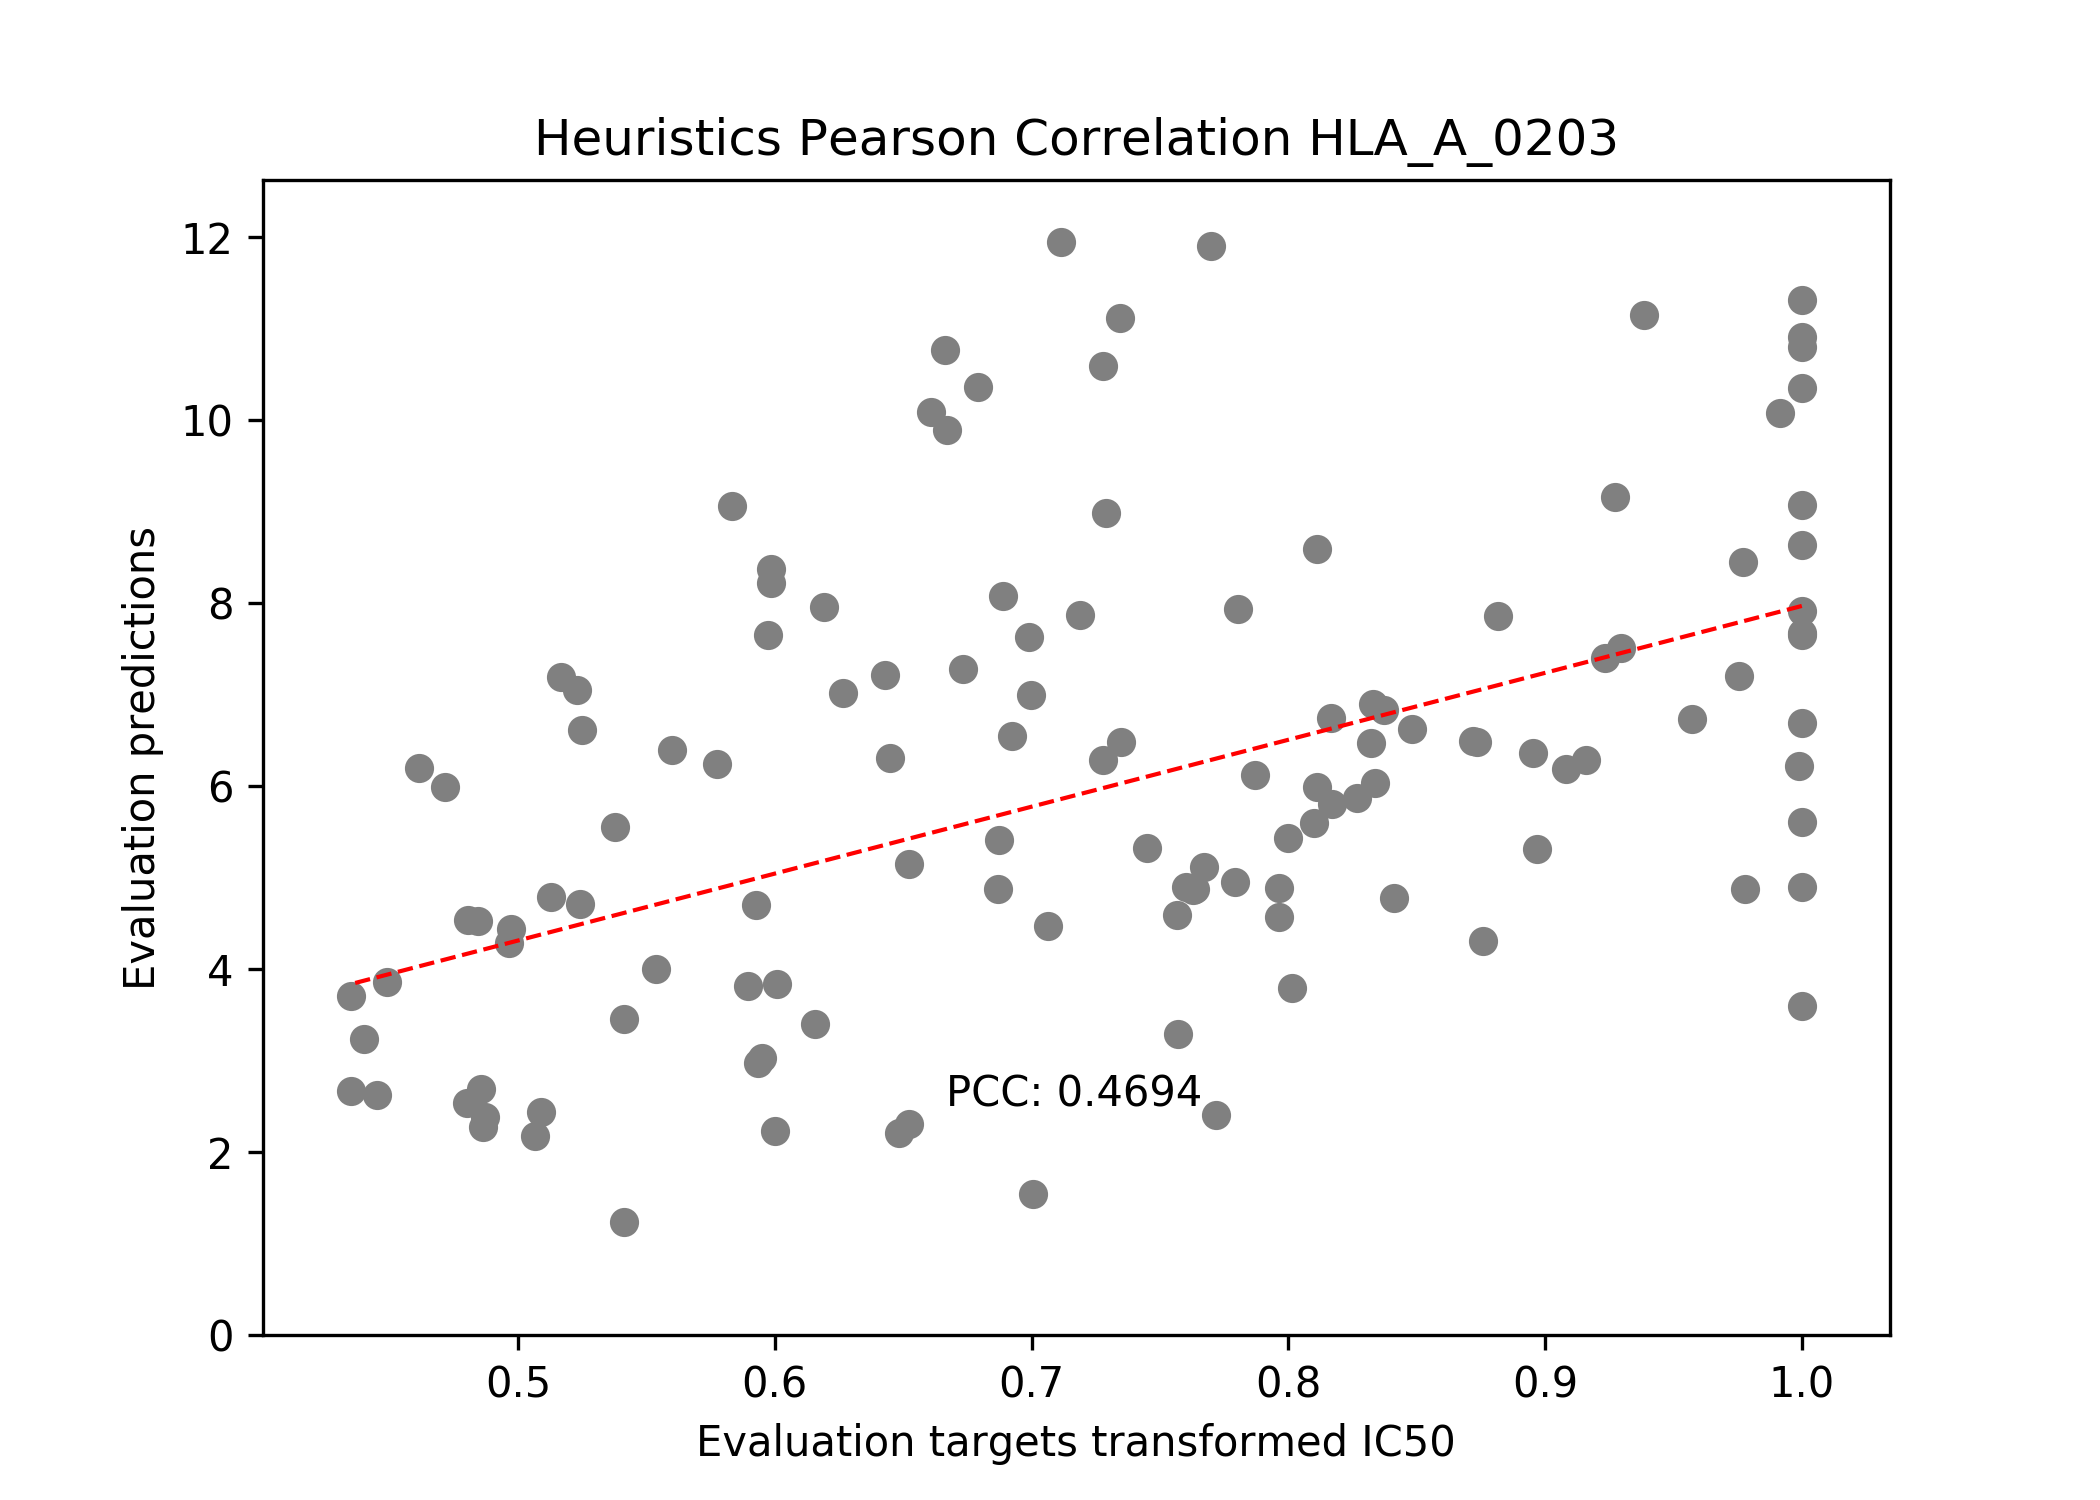 Heuristics Pearson Correlation HLA_A_0203
12
10
8
6
4
2
0
Evaluation predictions
PCC: 0.4694
0.5 0.6 0.7 0.8 0.9 1.0
Evaluation targets transformed IC50